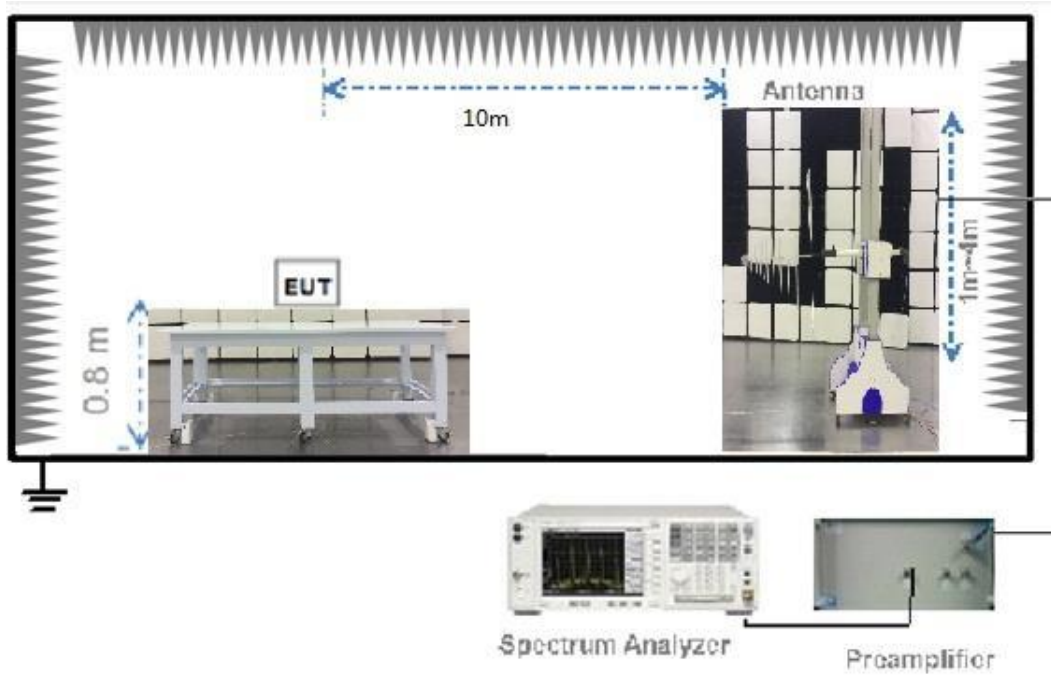 Antenna
10m
1m~4m
EUT
0.8 m
Spectrum Analyzer
Preamplifier